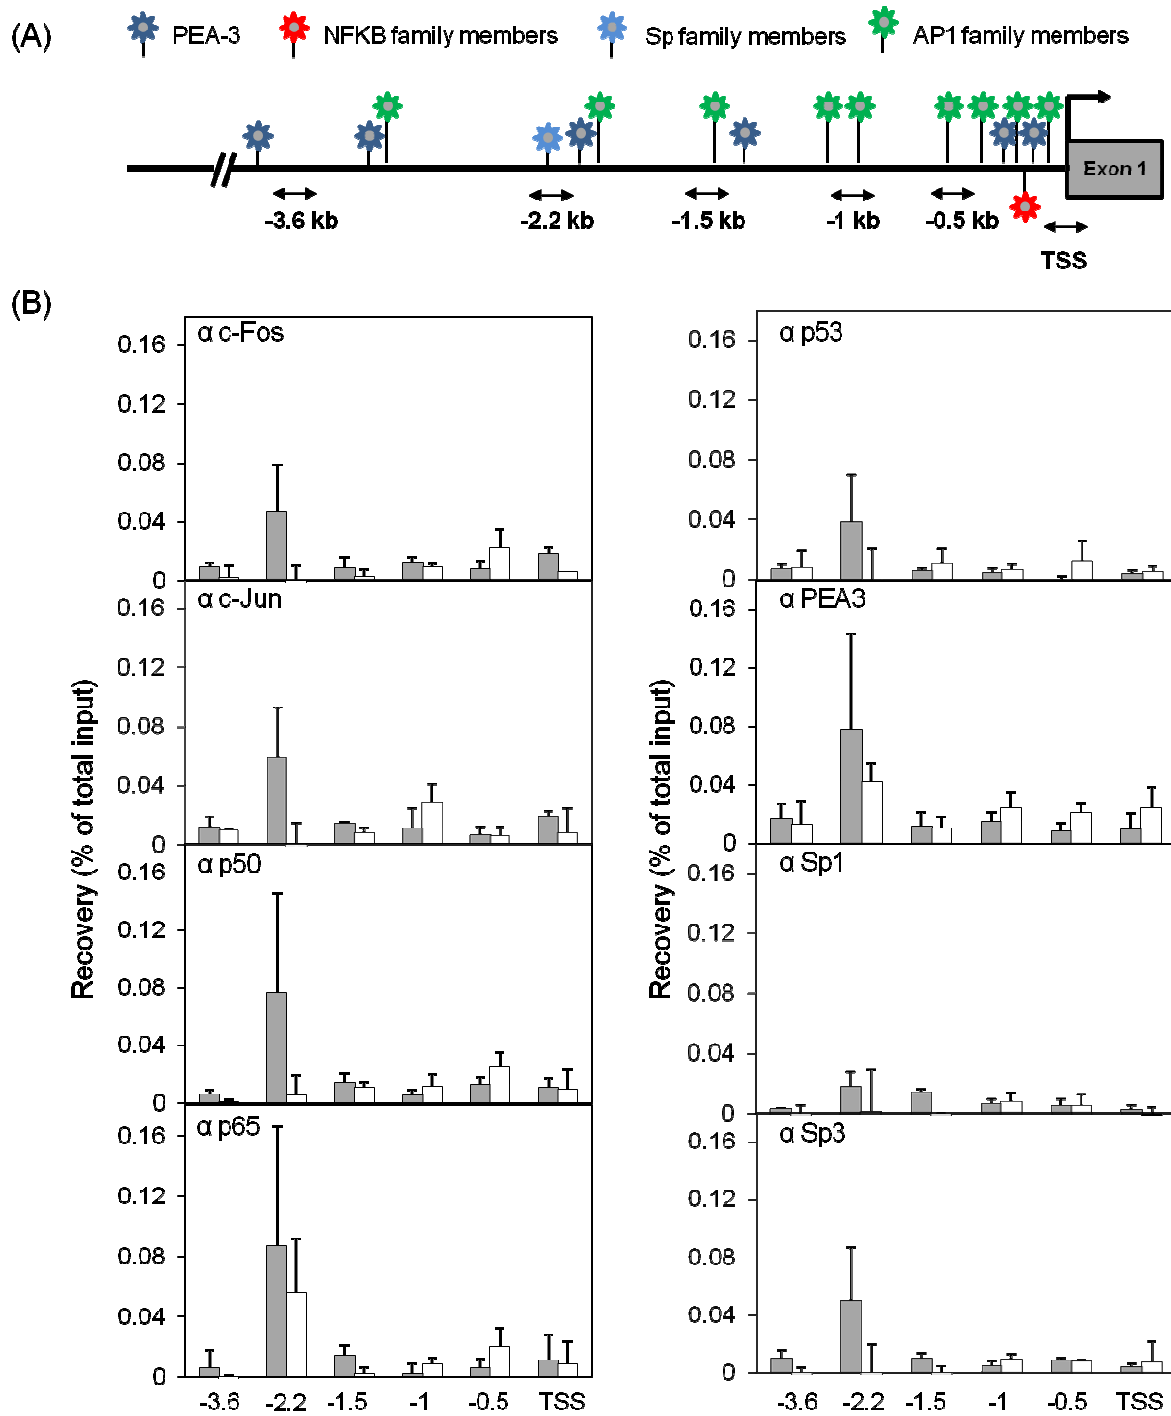 (A)
PEA-3
NFKB family members
Sp family members
AP1 family members
Exon 1
-3.6 kb
-2.2 kb
-1.5 kb
-1 kb
-0.5 kb
TSS
(B)
Recovery (% of total input)
α c-Fos
0.16
0.12
0.08
0.04
0
α c-Jun
0.16
0.12
0.08
0.04
0
α p50
0.16
0.12
0.08
0.04
0
α p65
0.16
0.12
0.08
0.04
0
-3.6 -2.2 -1.5 -1 -0.5 TSS
Recovery (% of total input)
α p53
0.16
0.12
0.08
0.04
0
α PEA3
0.16
0.12
0.08
0.04
0
α Sp1
0.16
0.12
0.08
0.04
0
α Sp3
0.16
0.12
0.08
0.04
0
-3.6 -2.2 -1.5 -1 -0.5 TSS